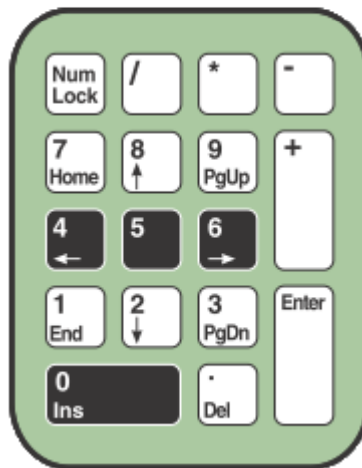 Num
Lock
/
*
-
7
Home
8
↑
9
PgUp
+
4
←
5
6
→
1
End
2
↓
3
PgDn
Enter
0
Ins
.
Del